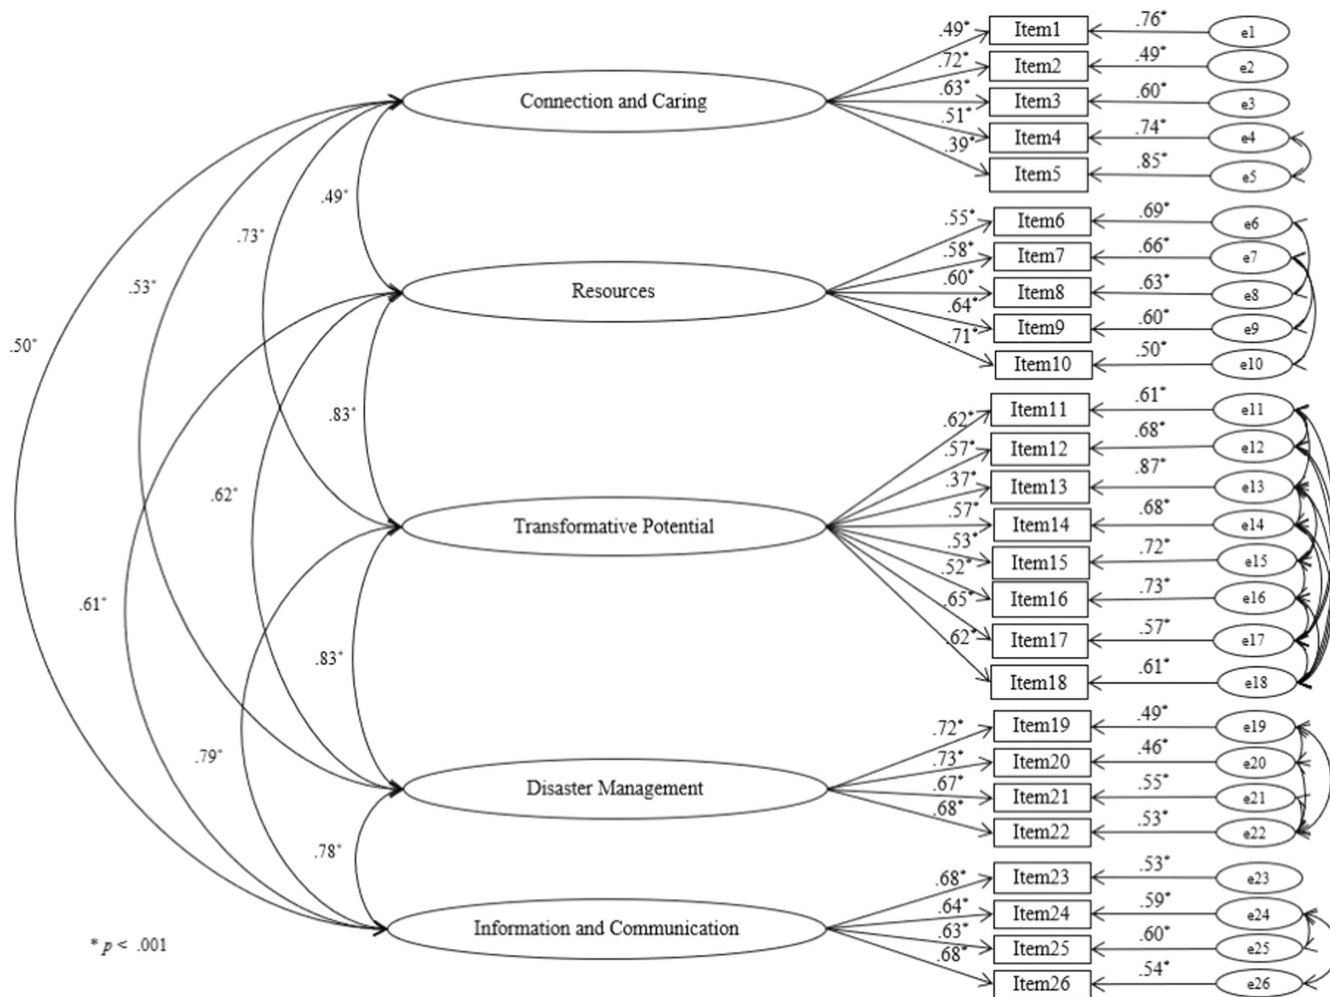 .49* Item1 .76* e1
.72* Item2 .49* e2
Connection and Caring .63* Item3 .60* e3
.51* Item4 .74* e4
.39* Item5 .85* e5
.49*
.73*
.53*
.50*
.55* Item6 .69* e6
.58* Item7 .66* e7
Resources .60* Item8 .63* e8
.64* Item9 .60* e9
.71* Item10 .50* e10
.83*
.62*
.61*
.62* Item11 .61* e11
.57* Item12 .68* e12
.37* Item13 .87* e13
Transformative Potential .57* Item14 .68* e14
.53* Item15 .72* e15
.52* Item16 .73* e16
.65* Item17 .57* e17
.62* Item18 .61* e18
.83*
.79*
.72* Item19 .49* e19
.73* Item20 .46* e20
Disaster Management .67* Item21 .55* e21
.68* Item22 .53* e22
.78*
.68* Item23 .53* e23
Information and Communication .64* Item24 .59* e24
.63* Item25 .60* e25
.68* Item26 .54* e26
* p < .001